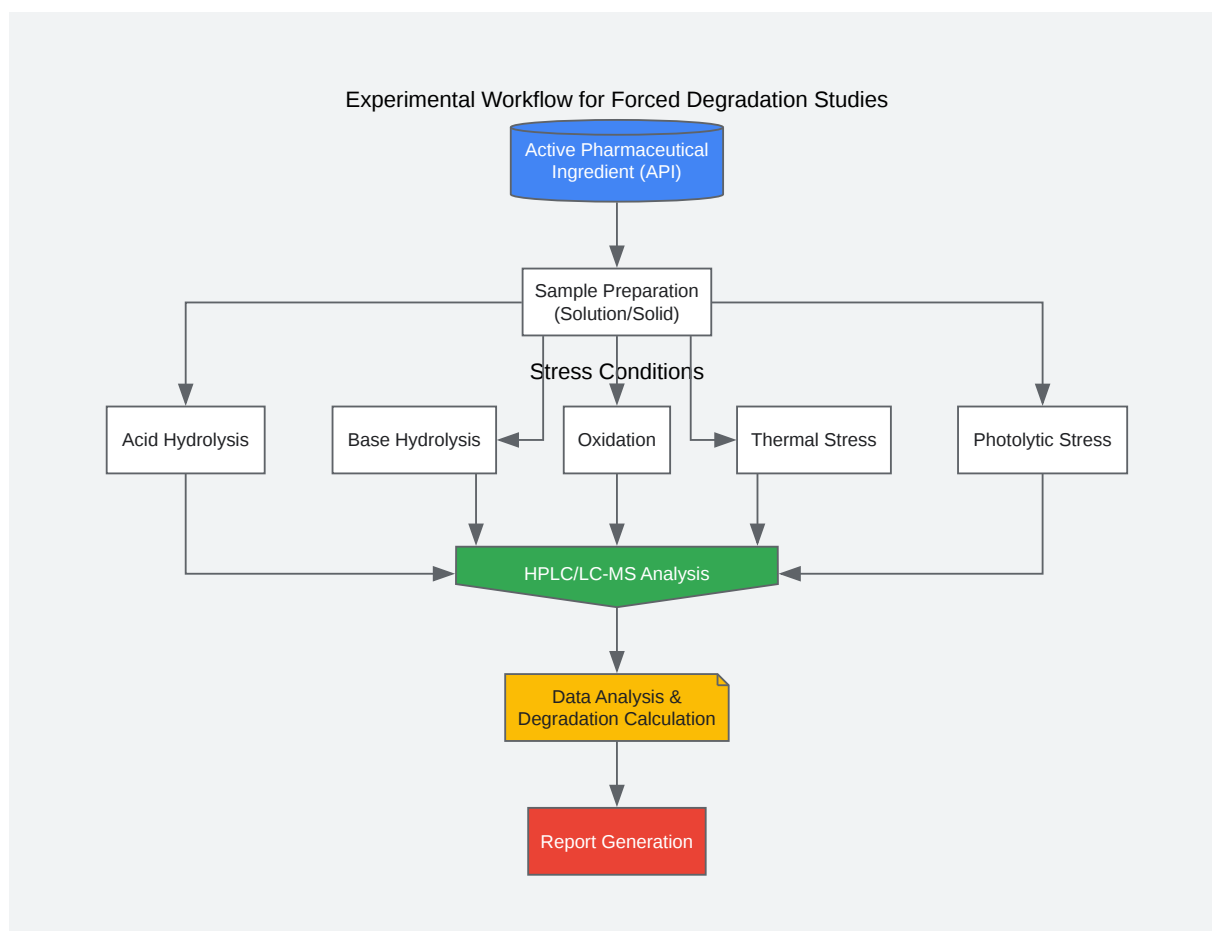 Experimental Workflow for Forced Degradation Studies
Active Pharmaceutical
Ingredient (API)
Sample Preparation
(Solution/Solid)
Stress Conditions
Acid Hydrolysis
Base Hydrolysis
Oxidation
Thermal Stress
Photolytic Stress
HPLC/LC-MS Analysis
Data Analysis &
Degradation Calculation
Report Generation